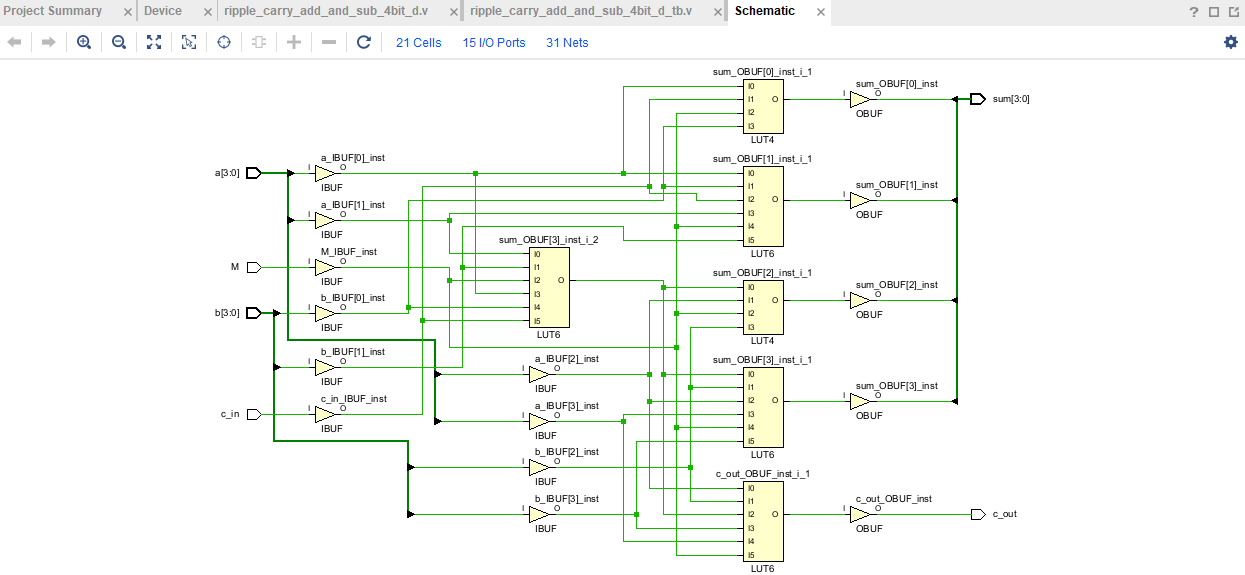 Project Summary × Device × ripple_carry_add_and_sub_4bit_d.v × ripple_carry_add_and_sub_4bit_d_tb.v × Schematic ×
?
21 Cells 15 I/O Ports 31 Nets
sum_OBUF[0]_inst_i_1
I0
I1
I2
I3
O
LUT4
sum_OBUF[0]_inst
I O
OBUF
sum[3:0]
a[3:0]
a_IBUF[0]_inst
I O
IBUF
a_IBUF[1]_inst
I O
IBUF
M
M_IBUF_inst
I O
IBUF
b[3:0]
b_IBUF[0]_inst
I O
IBUF
b_IBUF[1]_inst
I O
IBUF
c_in
c_in_IBUF_inst
I O
IBUF
sum_OBUF[3]_inst_i_2
I0
I1
I2
I3
I4
I5
O
LUT6
a_IBUF[2]_inst
I O
IBUF
a_IBUF[3]_inst
I O
IBUF
b_IBUF[2]_inst
I O
IBUF
b_IBUF[3]_inst
I O
IBUF
sum_OBUF[1]_inst_i_1
I0
I1
I2
I3
I4
I5
O
LUT6
sum_OBUF[1]_inst
I O
OBUF
sum_OBUF[2]_inst_i_1
I0
I1
I2
I3
O
LUT4
sum_OBUF[2]_inst
I O
OBUF
sum_OBUF[3]_inst_i_1
I0
I1
I2
I3
I4
I5
O
LUT6
sum_OBUF[3]_inst
I O
OBUF
c_out_OBUF_inst_i_1
I0
I1
I2
I3
I4
I5
O
LUT6
c_out_OBUF_inst
I O
OBUF
c_out